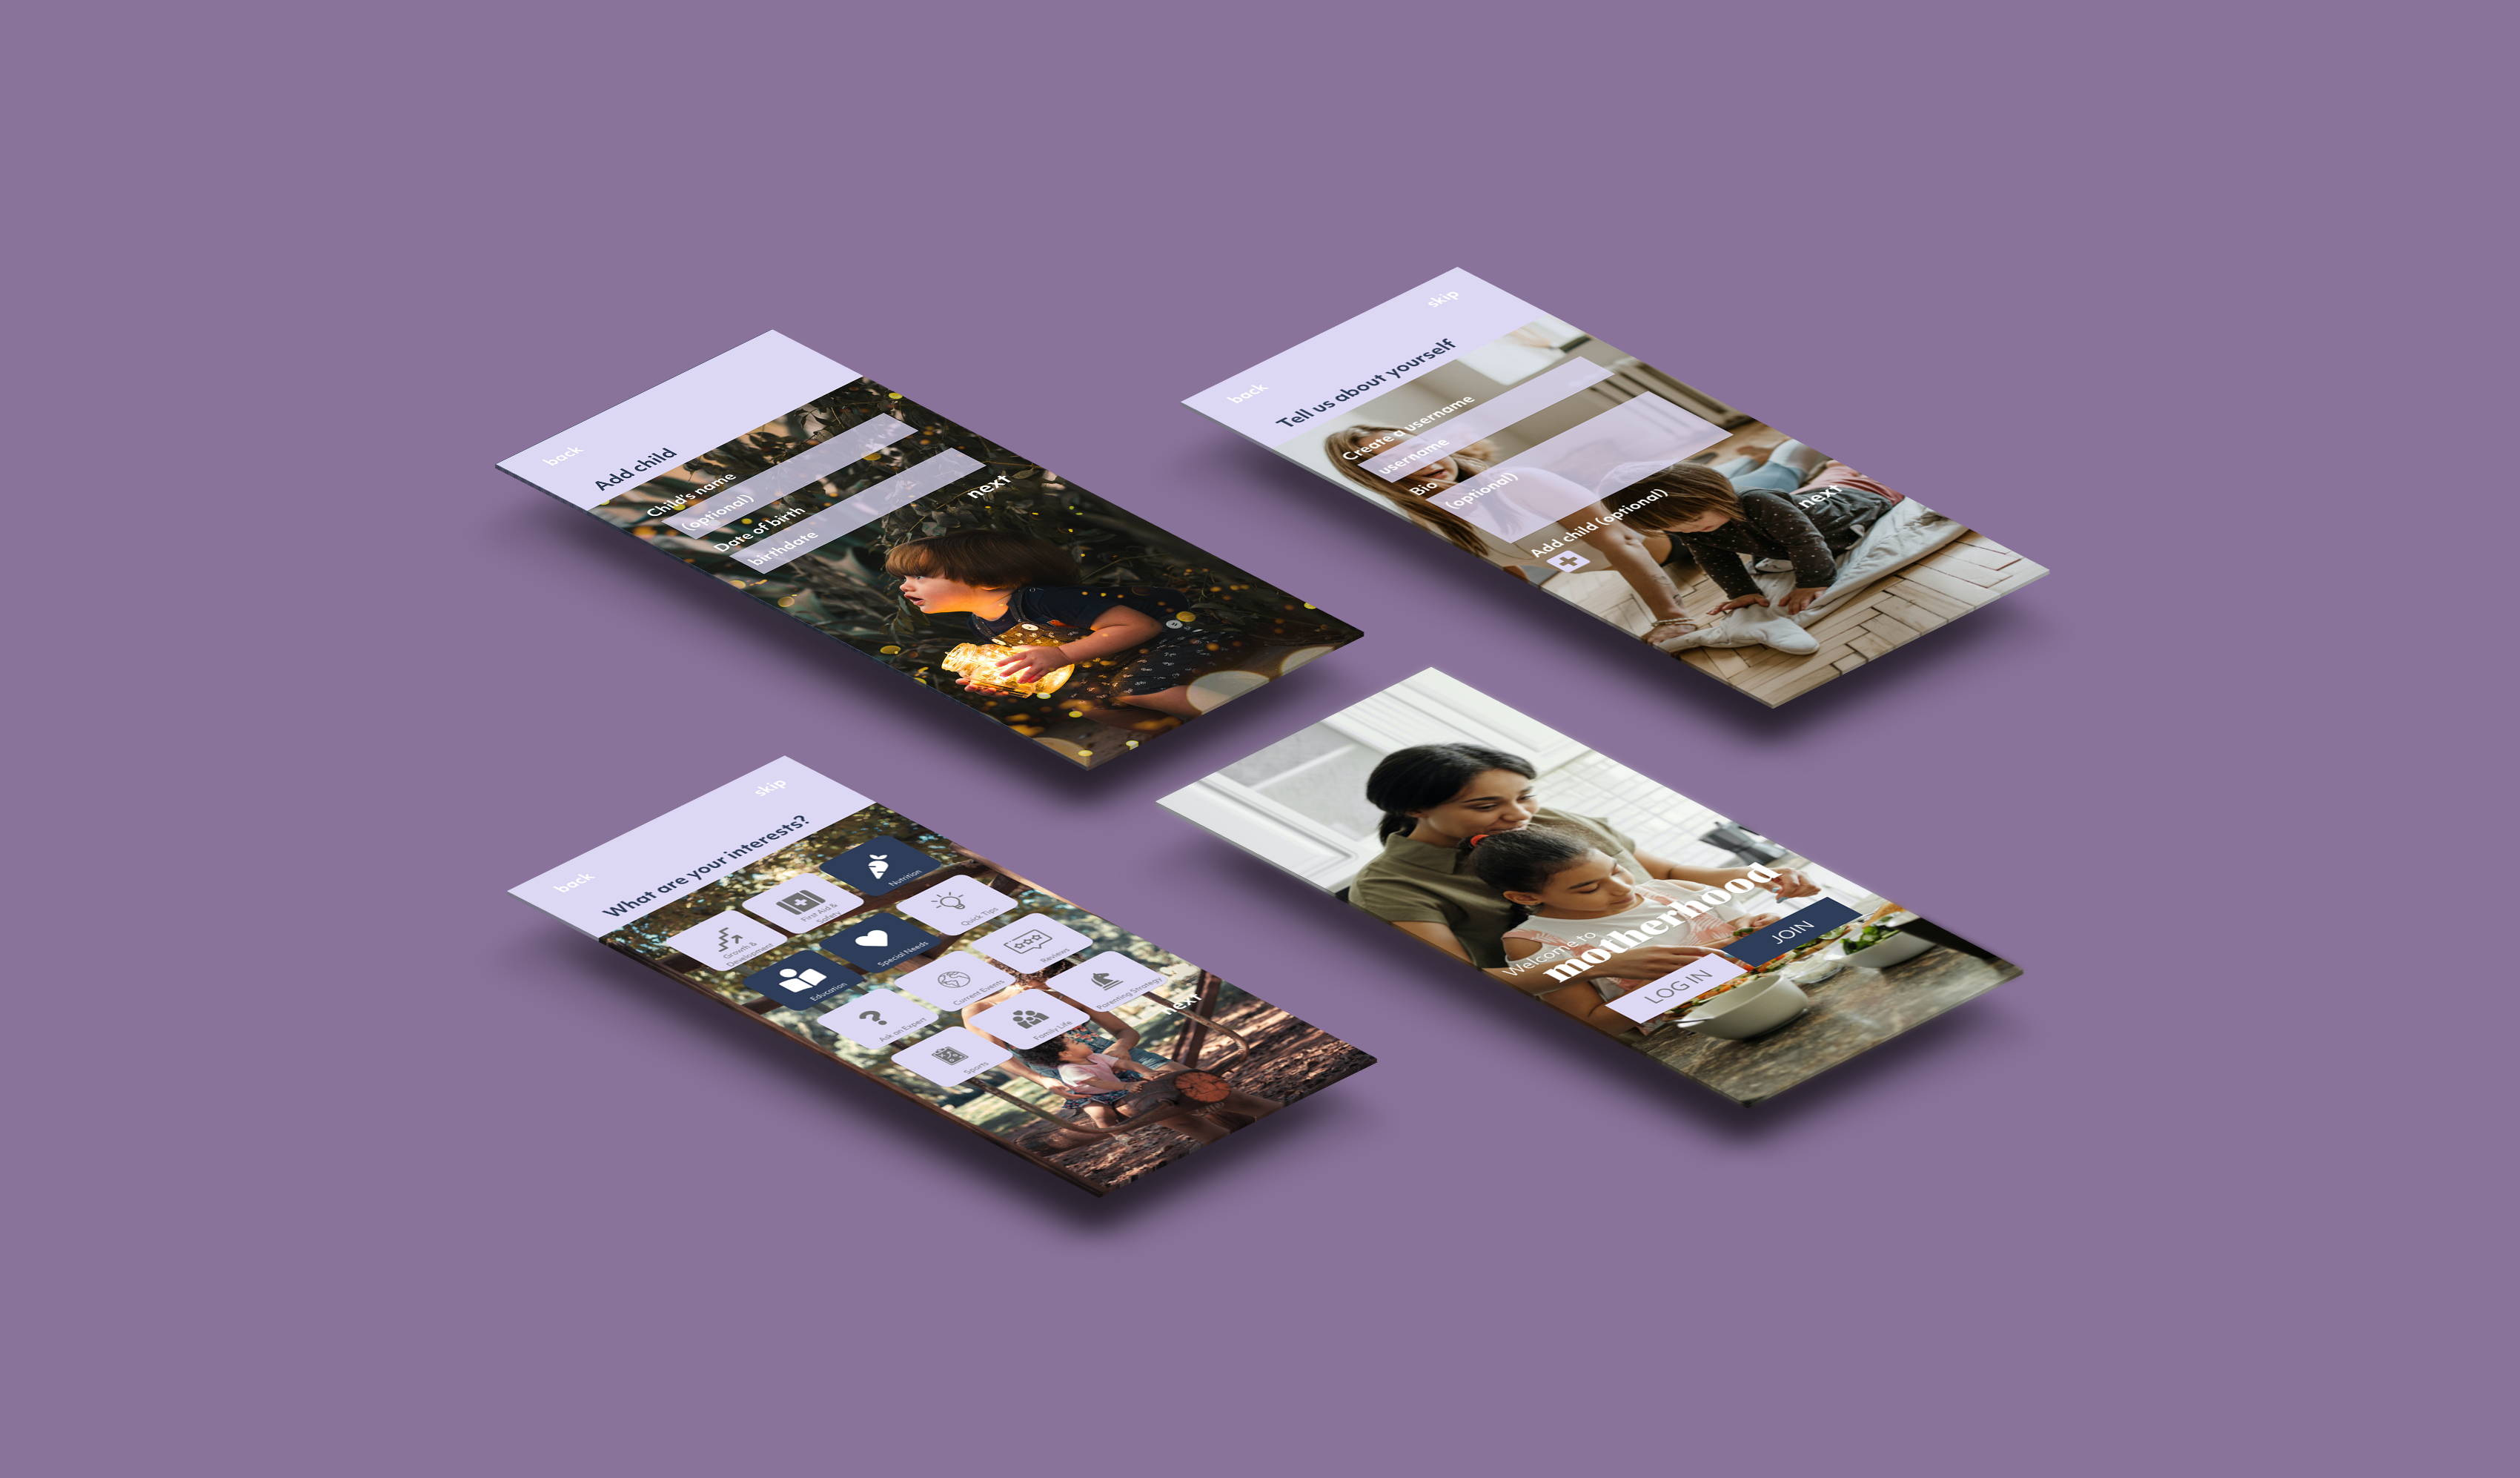 back
Add child
Child's name
(optional)
Date of birth
birthdate
next
skip
back
Tell us about yourself
Create a username
username
Bio
(optional)
Add child (optional)
next
skip
back
What are your interests?
Growth &
Development
First Aid &
Safety
Nutrition
Education
Special Needs
Quick Tips
Ask an Expert
Current Events
Reviews
Sports
Family Life
Parenting Strategy
next
Welcome to
motherhood
LOG IN
JOIN